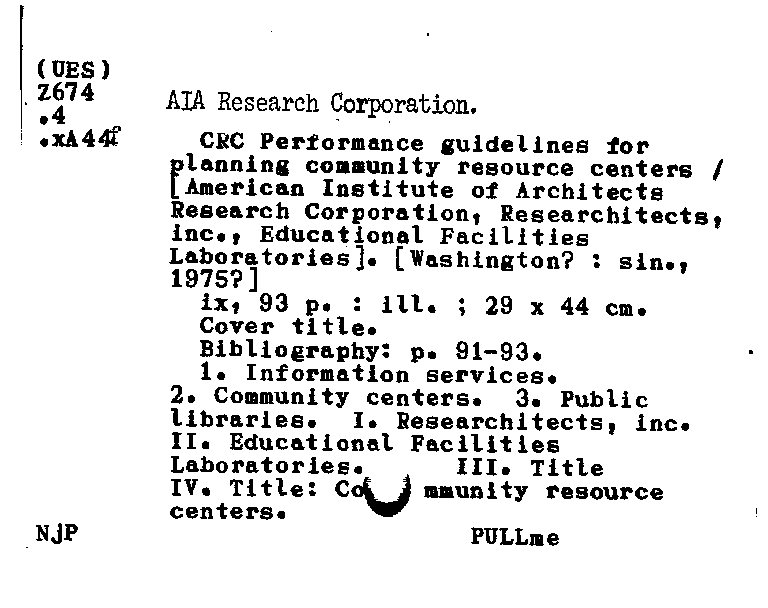 (UES)
Z674
.4
.xA44f
AIA Research Corporation.
CRC Performance guidelines for
planning community resource centers /
[American Institute of Architects
Research Corporation, Researchitects,
inc., Educational Facilities
Laboratories]. [Washington? : sin.,
1975?]
ix, 93 p. : ill. ; 29 x 44 cm.
Cover title.
Bibliography: p. 91-93.
1. Information services.
2. Community centers. 3. Public
libraries. I. Researchitects, inc.
II. Educational Facilities
Laboratories. III. Title
IV. Title: Community resource
centers.
NjP PULLme